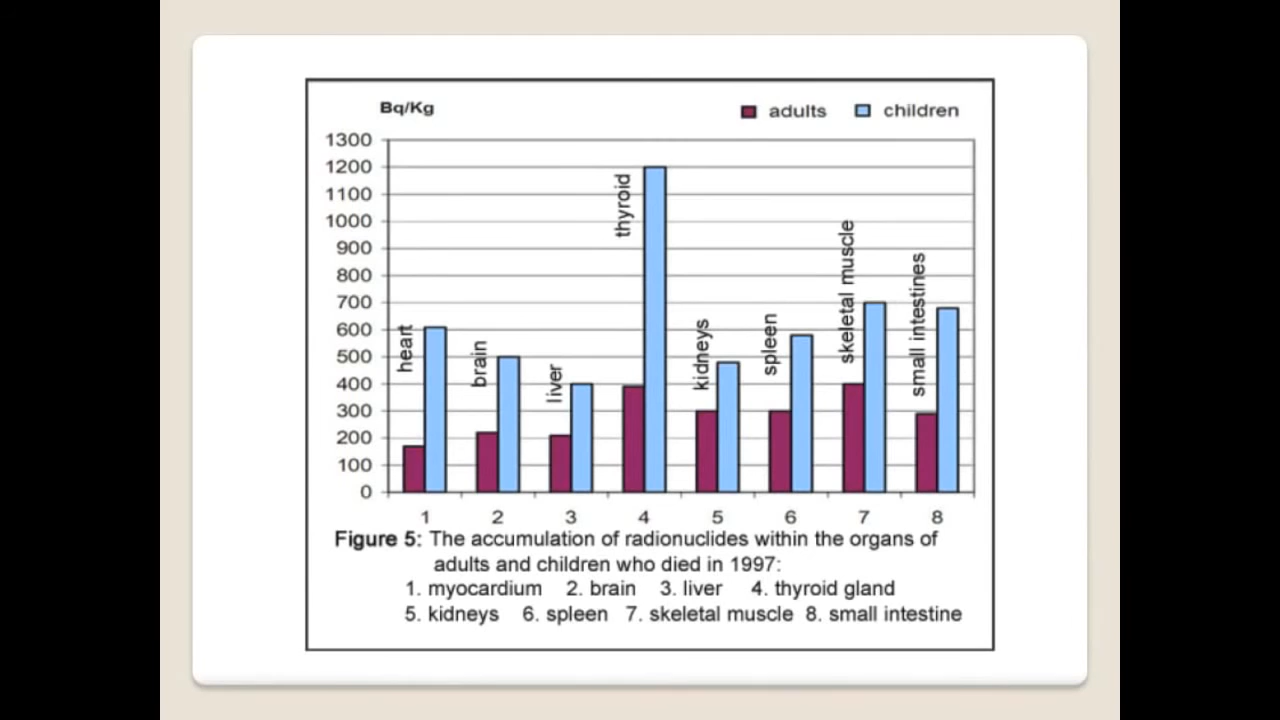 Bq/Kg
adults children
1300
1200
1100
1000
900
800
700
600
500
400
300
200
100
0
heart
brain
liver
thyroid
kidneys
spleen
skeletal muscle
small intestines
1 2 3 4 5 6 7 8
Figure 5: The accumulation of radionuclides within the organs of
adults and children who died in 1997:
1. myocardium 2. brain 3. liver 4. thyroid gland
5. kidneys 6. spleen 7. skeletal muscle 8. small intestine